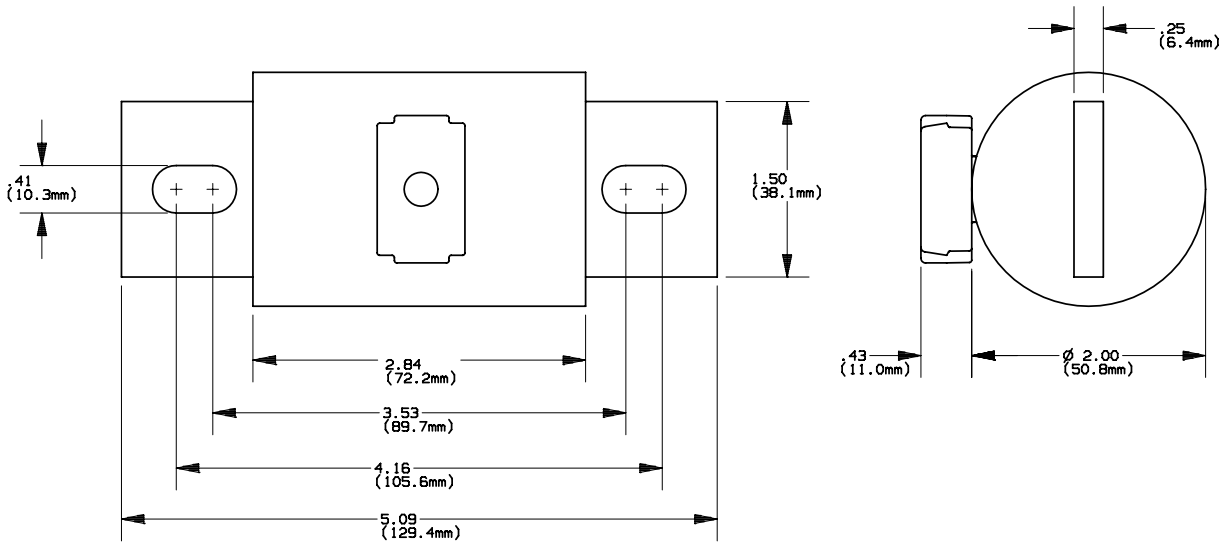 .25
(6.4mm)
.41
(10.3mm)
1.50
(38.1mm)
2.84
(72.2mm)
.43
(11.0mm)
Ø 2.00
(50.8mm)
3.53
(89.7mm)
4.16
(105.6mm)
5.09
(129.4mm)